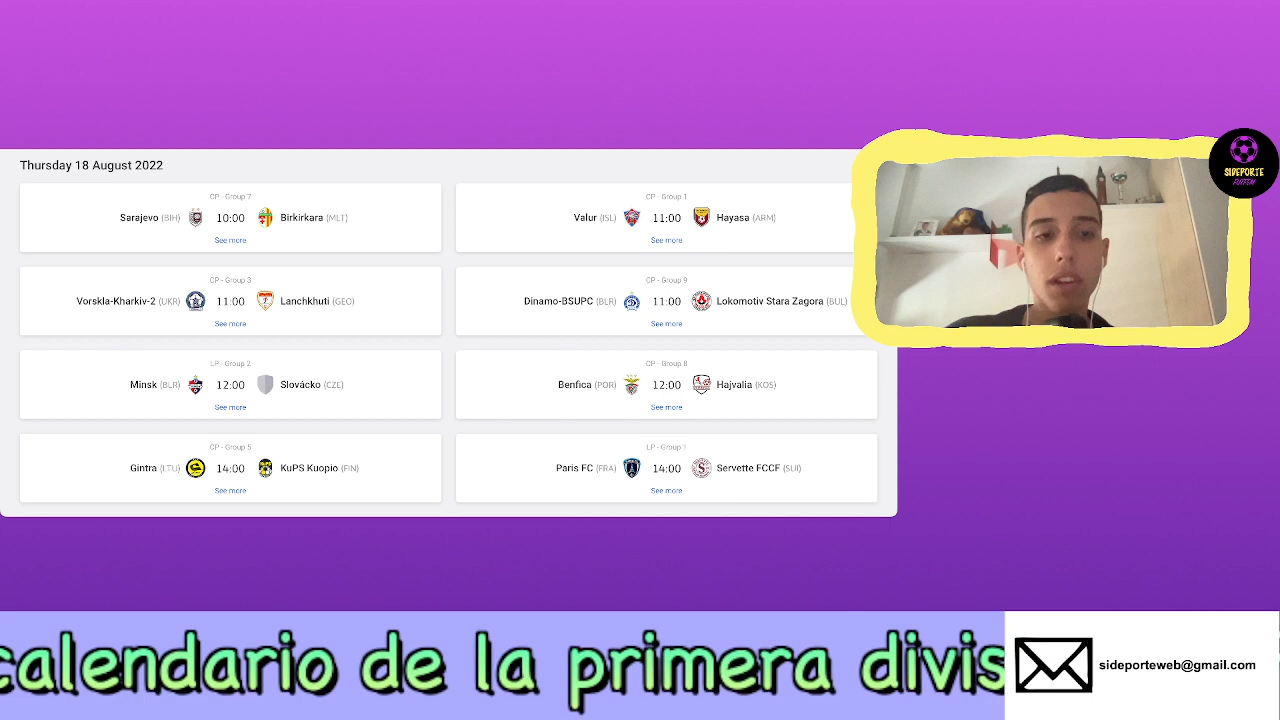 Thursday 18 August 2022
CP - Group 7
Sarajevo (BIH) 10:00 Birkirkara (MLT)
See more
CP - Group 1
Valur (ISL) 11:00 Hayasa (ARM)
See more
CP - Group 3
Vorskla-Kharkiv-2 (UKR) 11:00 Lanchkhuti (GEO)
See more
CP - Group 9
Dinamo-BSUPC (BLR) 11:00 Lokomotiv Stara Zagora (BUL)
See more
LP - Group 2
Minsk (BLR) 12:00 Slovácko (CZE)
See more
CP - Group 8
Benfica (POR) 12:00 Hajvalia (KOS)
See more
CP - Group 5
Gintra (LTU) 14:00 KuPS Kuopio (FIN)
See more
LP - Group 1
Paris FC (FRA) 14:00 Servette FCCF (SUI)
See more
SIDEPORTE
FUTFEM
calendario de la primera divis
sideporteweb@gmail.com